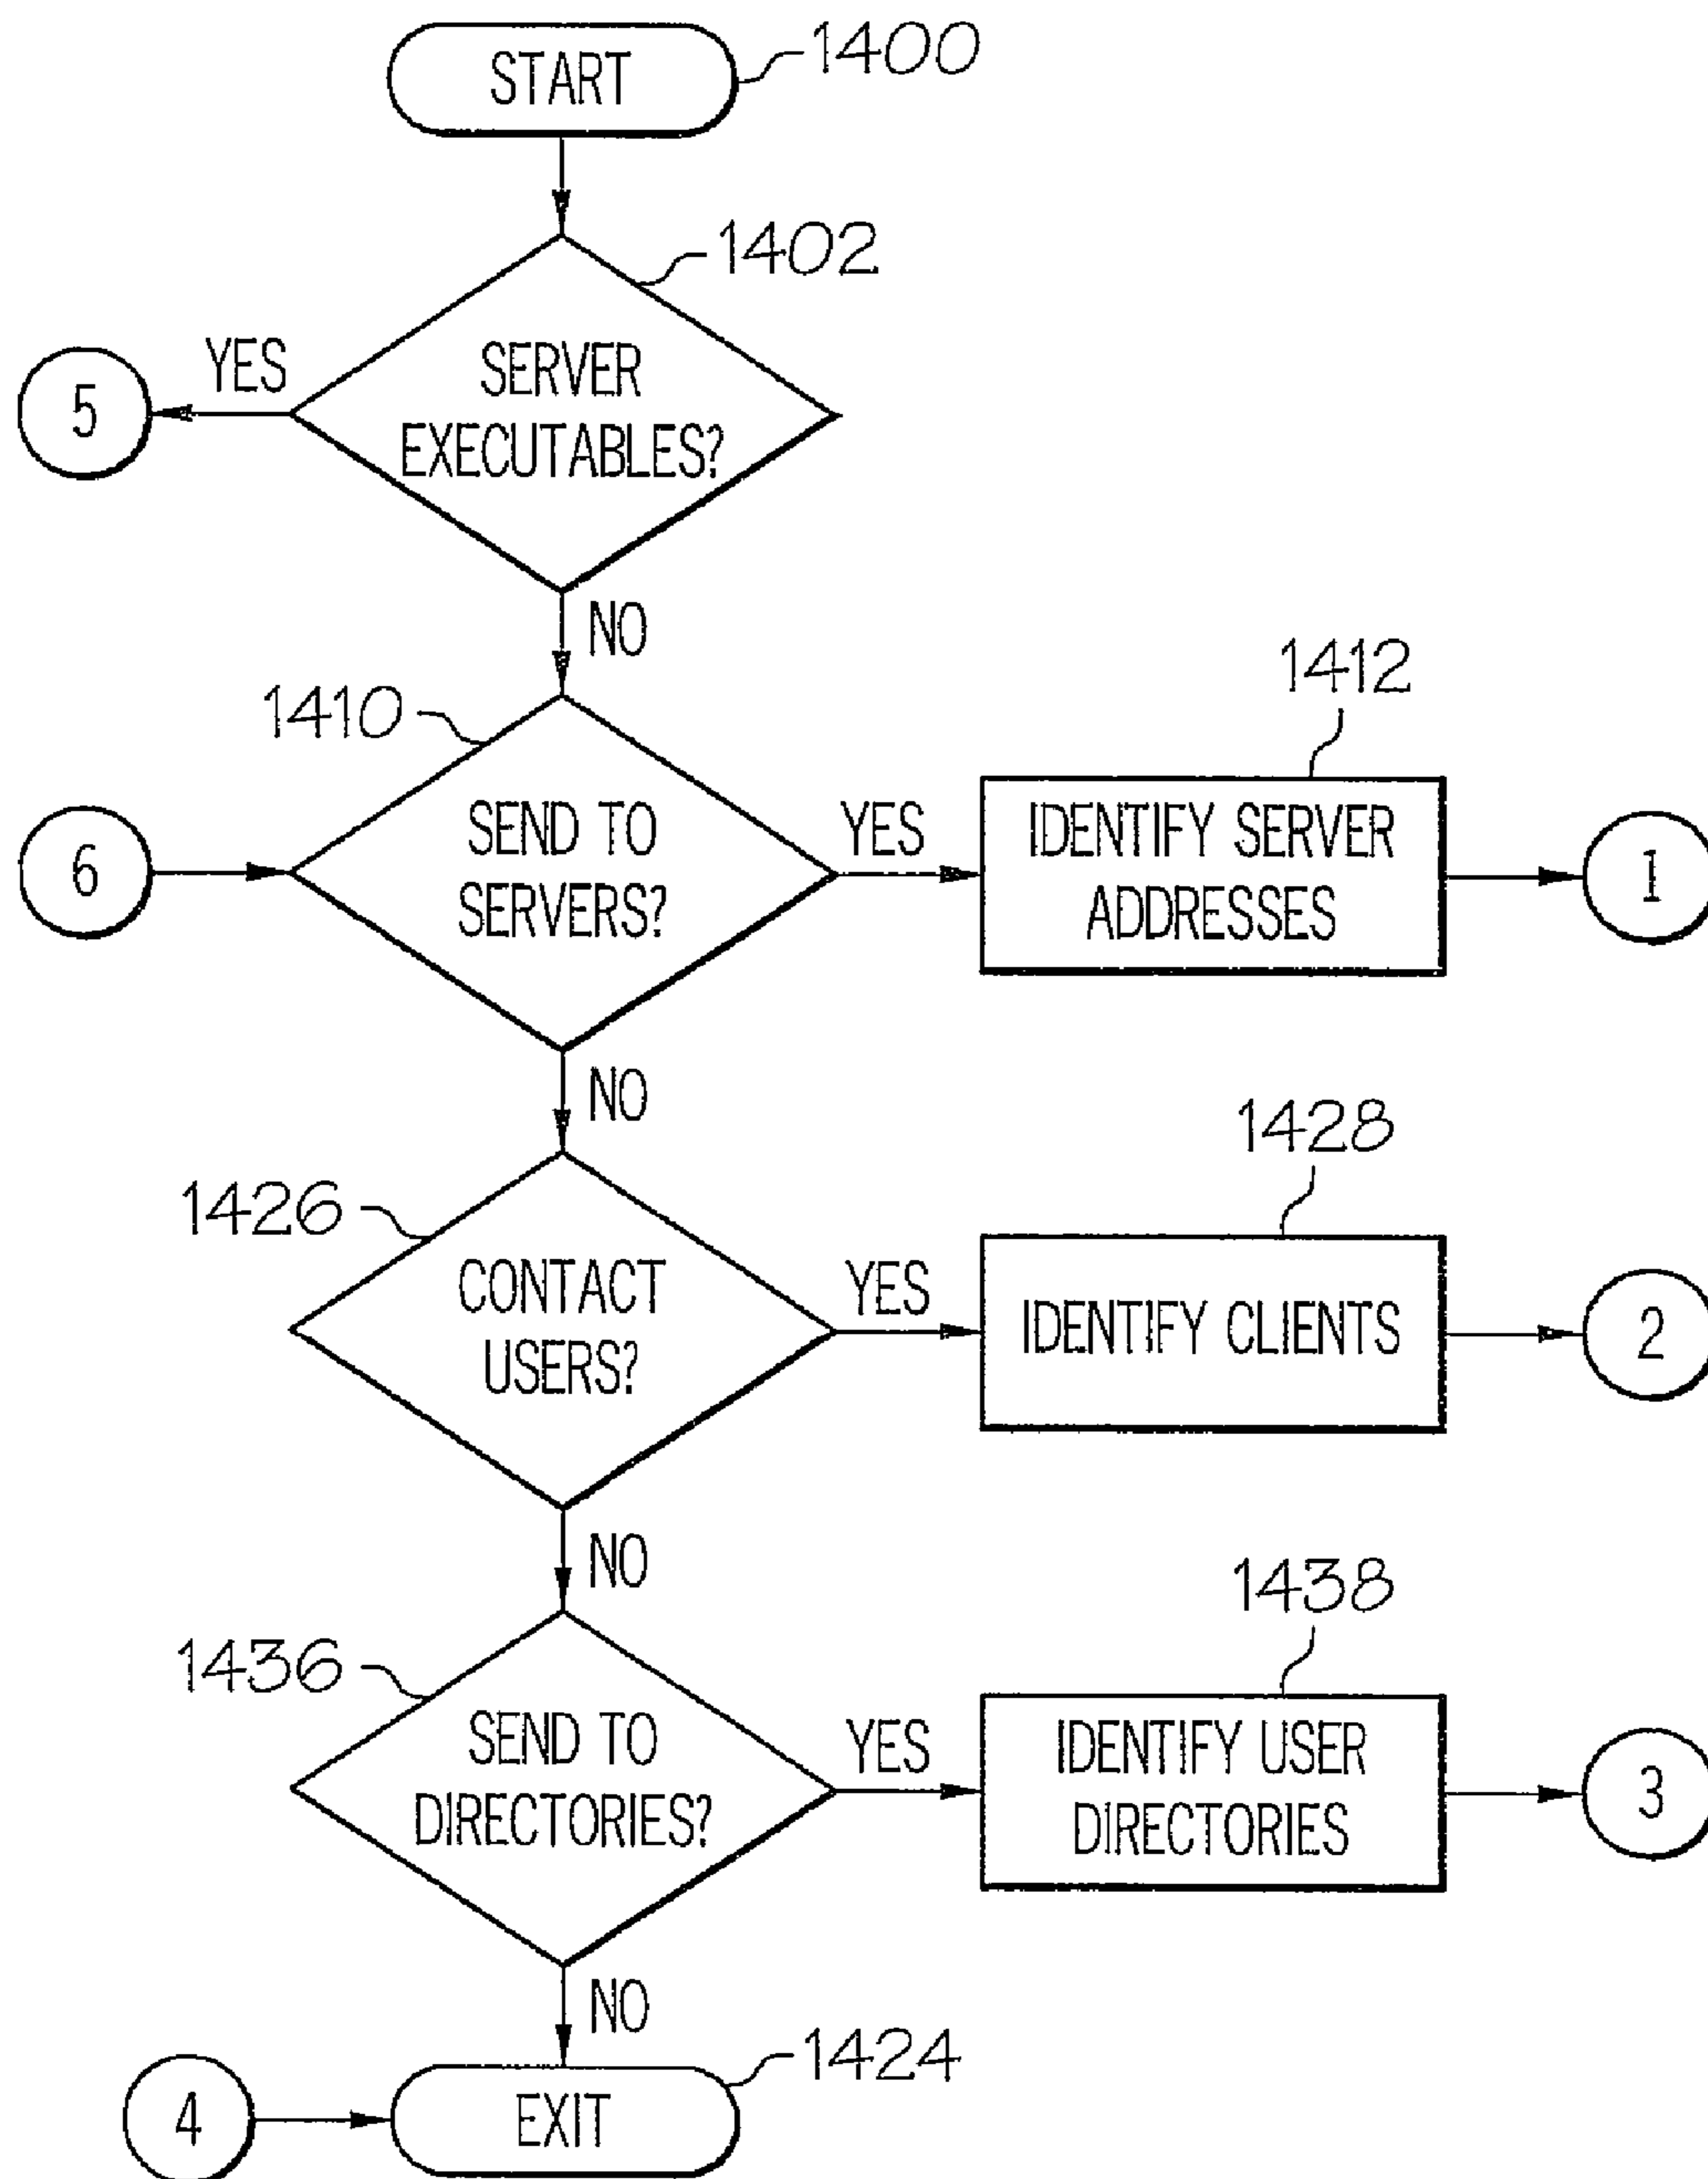 START
1400
1402
YES
5
SERVER
EXECUTABLES?
NO
1410
1412
6
SEND TO
SERVERS?
YES
IDENTIFY SERVER
ADDRESSES
1
NO
1426
1428
CONTACT
USERS?
YES
IDENTIFY CLIENTS
2
NO
1436
1438
SEND TO
DIRECTORIES?
YES
IDENTIFY USER
DIRECTORIES
3
NO
1424
4
EXIT